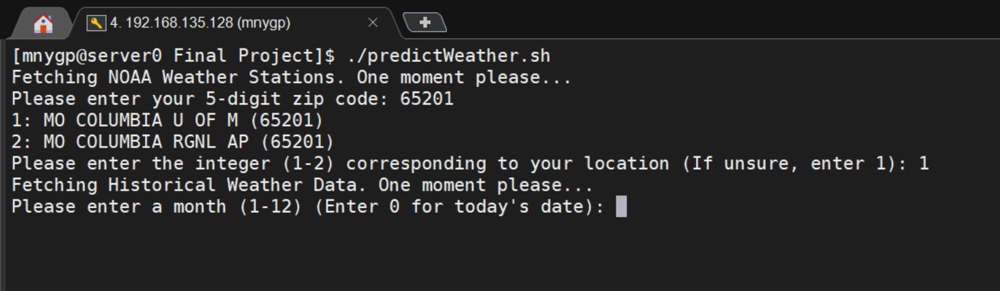 4. 192.168.135.128 (mnygp)
[mnygp@server0 Final Project]$ ./predictWeather.sh
Fetching NOAA Weather Stations. One moment please...
Please enter your 5-digit zip code: 65201
1: MO COLUMBIA U OF M (65201)
2: MO COLUMBIA RGNL AP (65201)
Please enter the integer (1-2) corresponding to your location (If unsure, enter 1): 1
Fetching Historical Weather Data. One moment please...
Please enter a month (1-12) (Enter 0 for today's date):